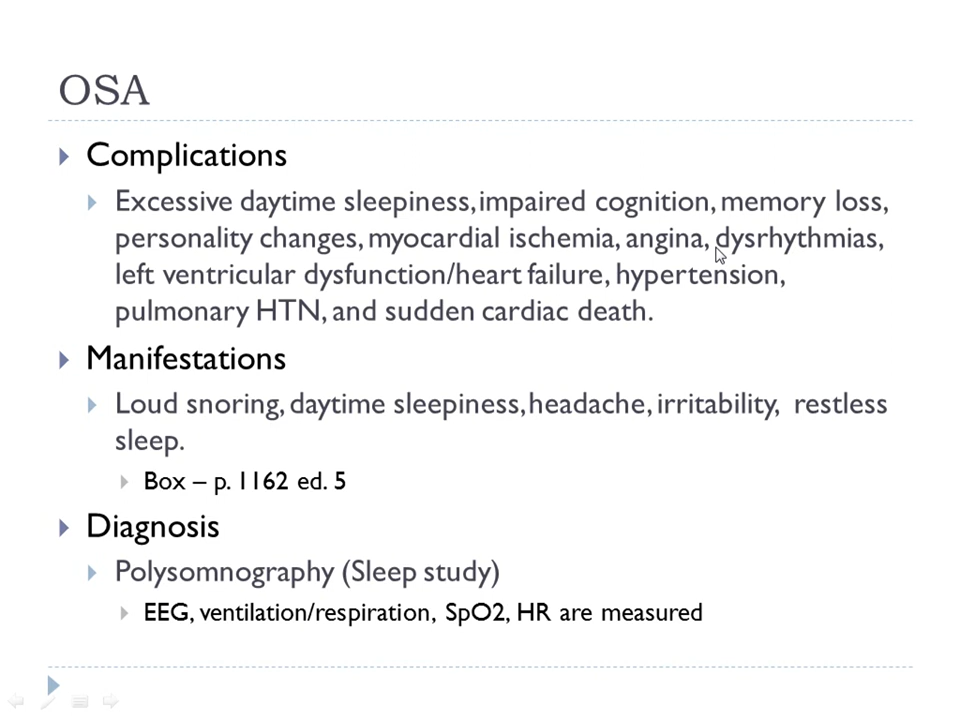 OSA
Complications
Excessive daytime sleepiness, impaired cognition, memory loss,
personality changes, myocardial ischemia, angina, dysrhythmias,
left ventricular dysfunction/heart failure, hypertension,
pulmonary HTN, and sudden cardiac death.
Manifestations
Loud snoring, daytime sleepiness, headache, irritability, restless
sleep.
Box – p. 1162 ed. 5
Diagnosis
Polysomnography (Sleep study)
EEG, ventilation/respiration, SpO2, HR are measured